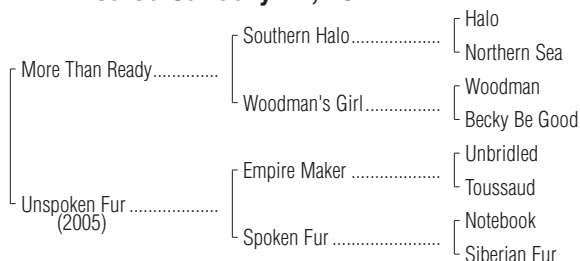 Halo
Southern Halo....................
Northern Sea
More Than Ready..............
Woodman
Woodman's Girl.................
Becky Be Good
Unbridled
Empire Maker ....................
Toussaud
Unspoken Fur ...................
(2005)
Notebook
Spoken Fur ........................
Siberian Fur